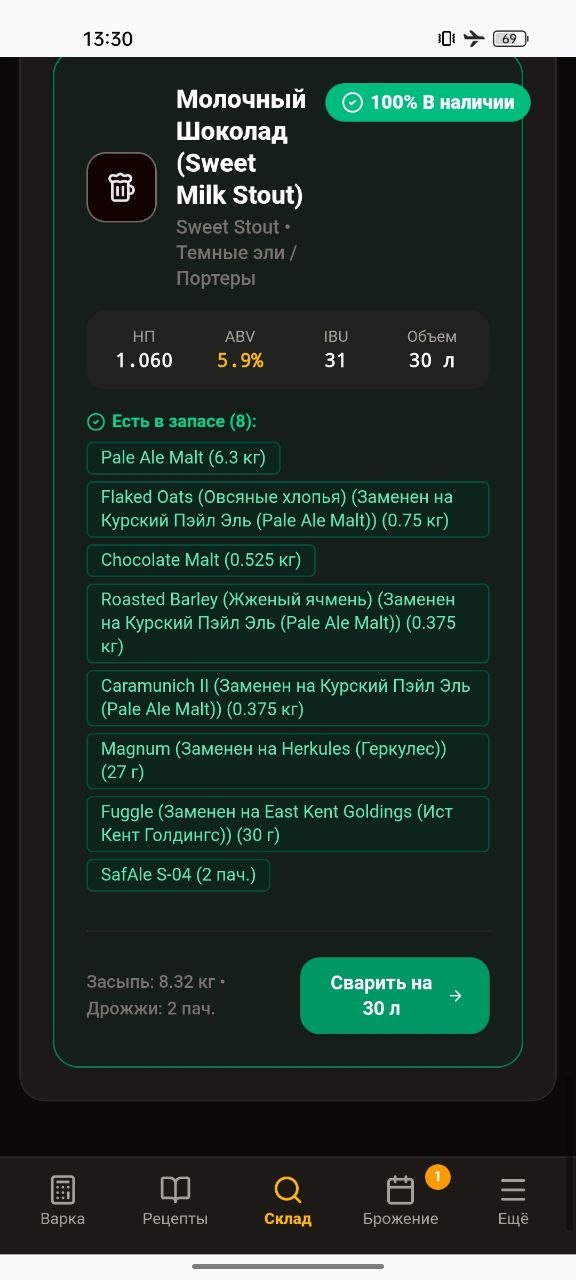 13:30
69
Молочный
Шоколад
(Sweet
Milk Stout)
100% В наличии
Sweet Stout •
Темные эли /
Портеры
НП ABV IBU Объем
1.060 5.9% 31 30 л
Есть в запасе (8):
Pale Ale Malt (6.3 кг)
Flaked Oats (Овсяные хлопья) (Заменен на
Курский Пэйл Эль (Pale Ale Malt)) (0.75 кг)
Chocolate Malt (0.525 кг)
Roasted Barley (Жженый ячмень) (Заменен
на Курский Пэйл Эль (Pale Ale Malt)) (0.375
кг)
Caramunich II (Заменен на Курский Пэйл Эль
(Pale Ale Malt)) (0.375 кг)
Magnum (Заменен на Herkules (Геркулес))
(27 г)
Fuggle (Заменен на East Kent Goldings (Ист
Кент Голдингс)) (30 г)
SafAle S-04 (2 пач.)
Засыпь: 8.32 кг •
Дрожжи: 2 пач.
Сварить на
30 л
1
Варка Рецепты Склад Брожение Ещё